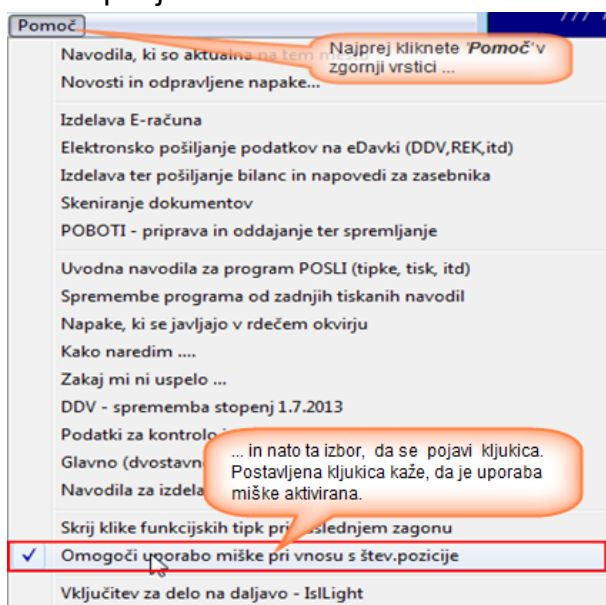 Pomoč
Najprej kliknete 'Pomoč' v
zgornji vrstici ...
Navodila, ki so aktualna na tem
Novosti in odpravljene napake...
Izdelava E-računa
Elektronsko pošiljanje podatkov na eDavki (DDV,REK,itd)
Izdelava ter pošiljanje bilanc in napovedi za zasebnika
Skeniranje dokumentov
POBOTI - priprava in oddajanje ter spremljanje
Uvodna navodila za program POSLI (tipke, tisk, itd)
Spremembe programa od zadnjih tiskanih navodil
Napake, ki se javljajo v rdečem okvirju
Kako naredim ....
Zakaj mi ni uspelo ...
DDV - sprememba stopenj 1.7.2013
Podatki za kontrolo
... in nato ta izbor, da se pojavi kljukica.
Postavljena kljukica kaže, da je uporaba
miške aktivirana.
Glavno
Navodila za
Skrij klike funkcijskih tipk pri naslednjem zagonu
Omogoči uporabo miške pri vnosu s štev.pozicije
Vključitev za delo na daljavo - IslLight